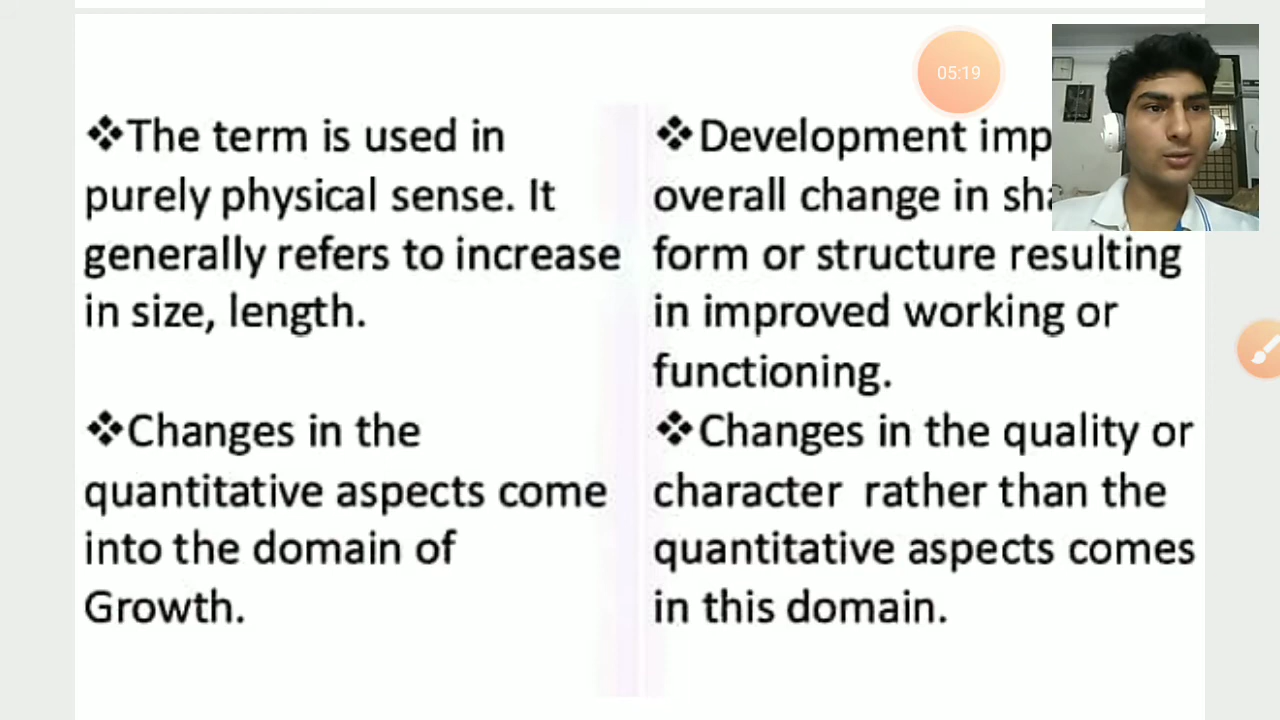 05:19
❖The term is used in
purely physical sense. It
generally refers to increase
in size, length.
❖Changes in the
quantitative aspects come
into the domain of
Growth.
❖Development
overall change in
form or structure resulting
in improved working or
functioning.
❖Changes in the quality or
character rather than the
quantitative aspects comes
in this domain.